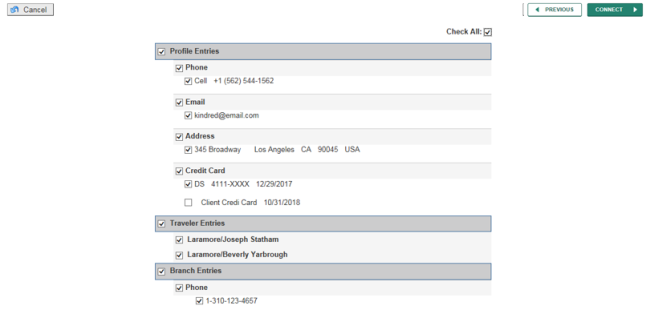 Cancel PREVIOUS CONNECT
Check All:
Profile Entries
Phone
Cell +1 (562) 544-1562
Email
kindred@email.com
Address
345 Broadway Los Angeles CA 90045 USA
Credit Card
DS 4111-XXXX 12/29/2017
Client Credi Card 10/31/2018
Traveler Entries
Laramore/Joseph Statham
Laramore/Beverly Yarbrough
Branch Entries
Phone
1-310-123-4657